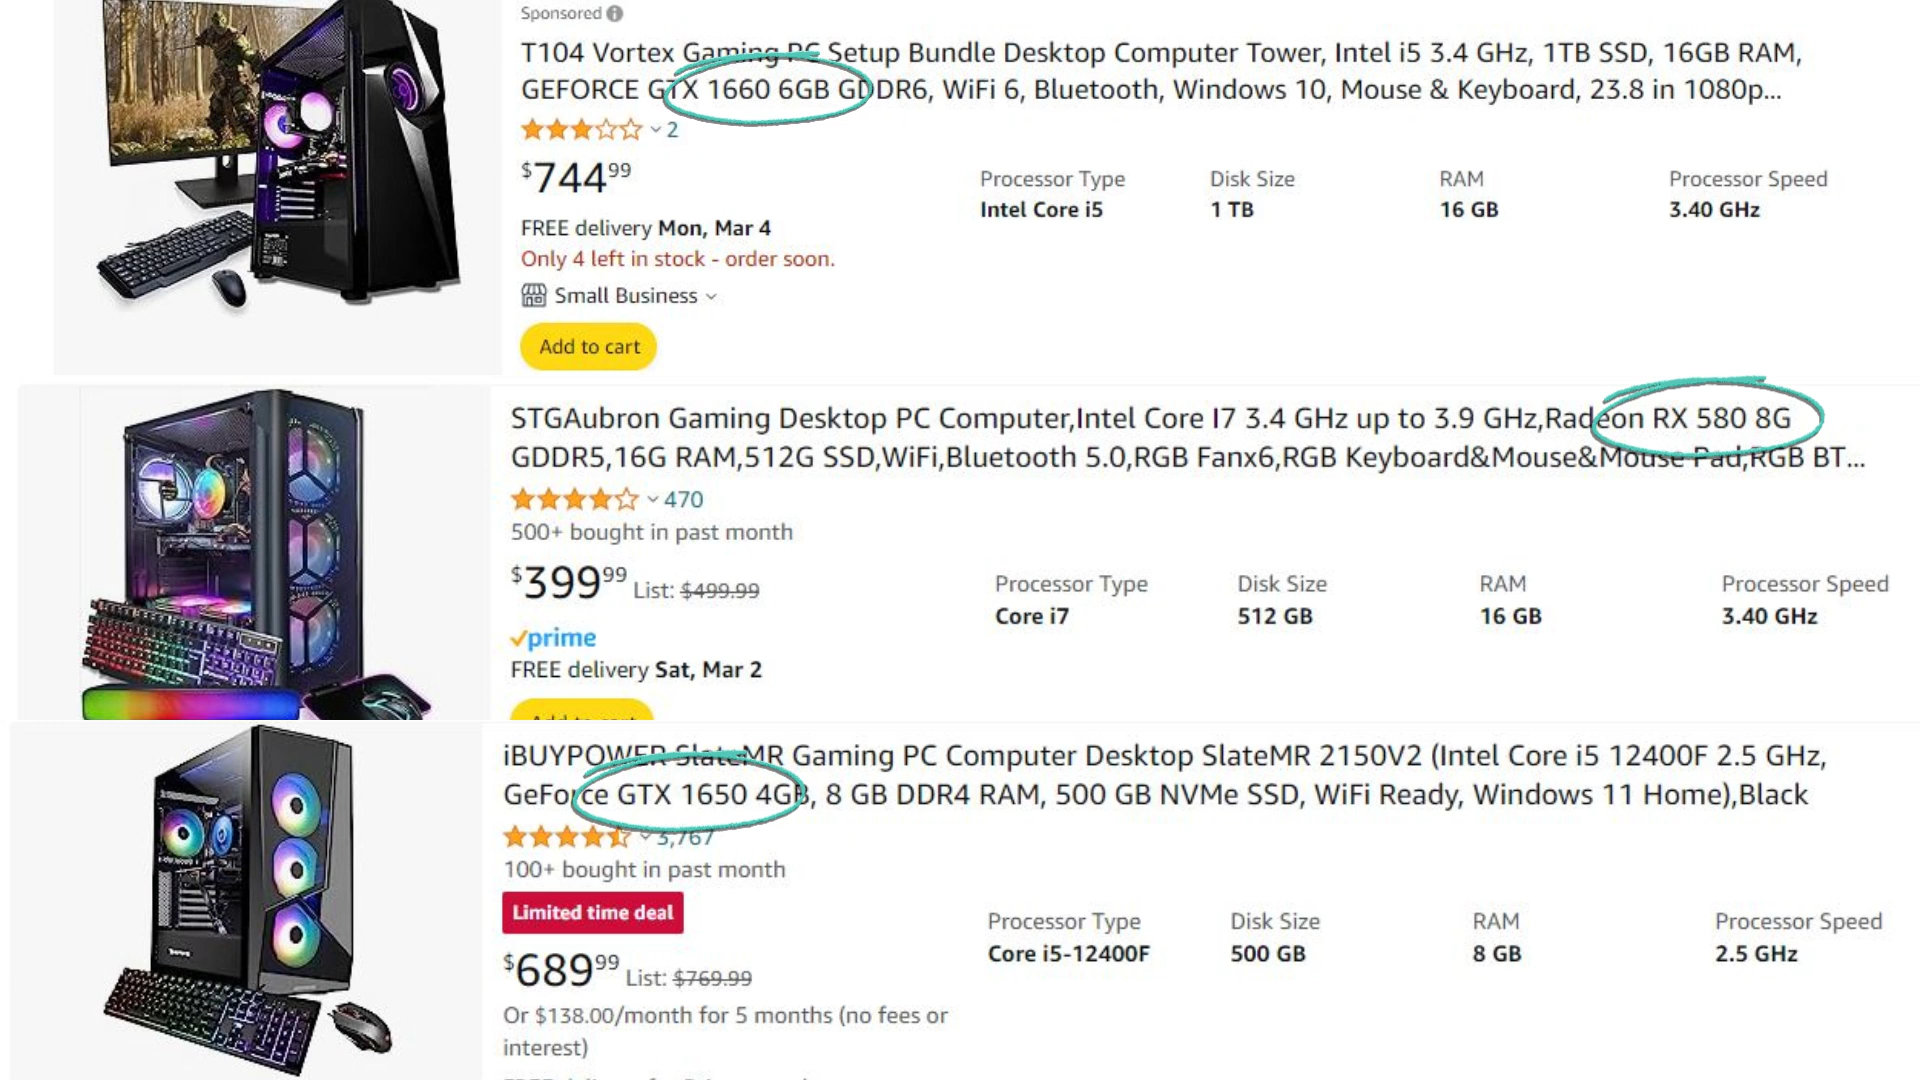 Sponsored
T104 Vortex Gaming PC Setup Bundle Desktop Computer Tower, Intel i5 3.4 GHz, 1TB SSD, 16GB RAM,
GEFORCE GTX 1660 6GB GDDR6, WiFi 6, Bluetooth, Windows 10, Mouse & Keyboard, 23.8 in 1080p...
2
$744.99
Processor Type Disk Size RAM Processor Speed
Intel Core i5 1 TB 16 GB 3.40 GHz
FREE delivery Mon, Mar 4
Only 4 left in stock - order soon.
Small Business
Add to cart
STGAubron Gaming Desktop PC Computer,Intel Core I7 3.4 GHz up to 3.9 GHz,Radeon RX 580 8G
GDDR5,16G RAM,512G SSD,WiFi,Bluetooth 5.0,RGB Fanx6,RGB Keyboard&Mouse&Mouse Pad,RGB BT...
470
500+ bought in past month
$399.99 List: $499.99
Processor Type Disk Size RAM Processor Speed
Core i7 512 GB 16 GB 3.40 GHz
prime
FREE delivery Sat, Mar 2
Add to cart
iBUYPOWER SlateMR Gaming PC Computer Desktop SlateMR 2150V2 (Intel Core i5 12400F 2.5 GHz,
GeForce GTX 1650 4GB, 8 GB DDR4 RAM, 500 GB NVMe SSD, WiFi Ready, Windows 11 Home),Black
3,767
100+ bought in past month
Limited time deal
$689.99 List: $769.99
Processor Type Disk Size RAM Processor Speed
Core i5-12400F 500 GB 8 GB 2.5 GHz
Or $138.00/month for 5 months (no fees or
interest)